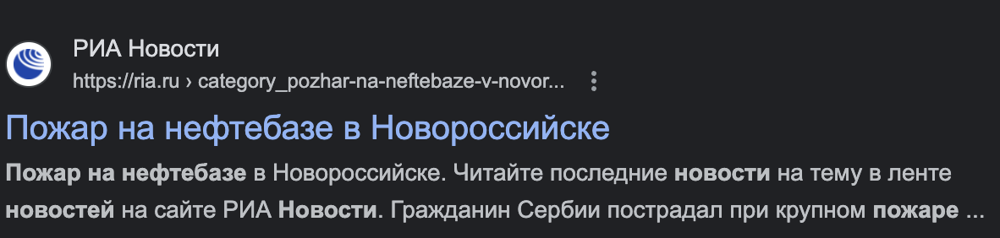 РИА Новости
https://ria.ru › category_pozhar-na-neftebaze-v-novor...
Пожар на нефтебазе в Новороссийске
Пожар на нефтебазе в Новороссийске. Читайте последние новости на тему в ленте
новостей на сайте РИА Новости. Гражданин Сербии пострадал при крупном пожаре ...